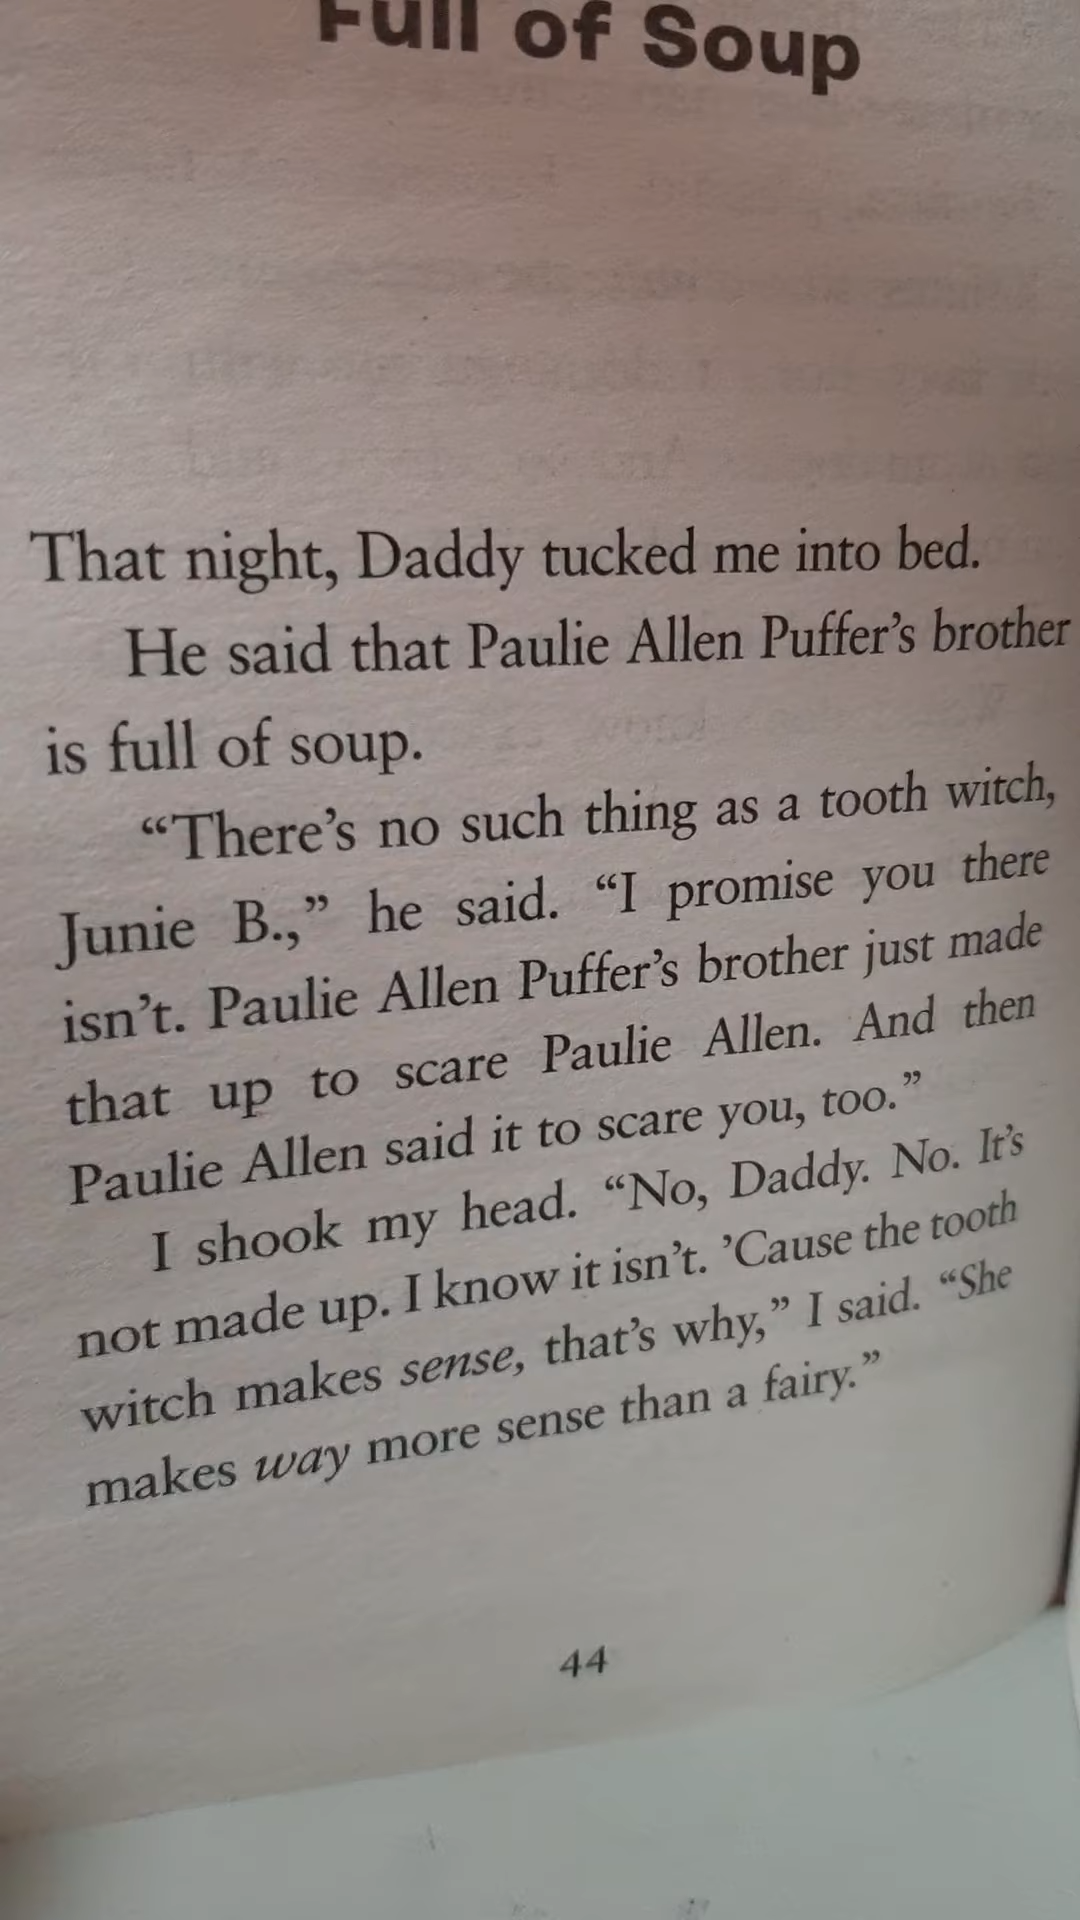 Full of Soup
That night, Daddy tucked me into bed.
He said that Paulie Allen Puffer’s brother
is full of soup.
“There’s no such thing as a tooth witch,
Junie B.,” he said. “I promise you there
isn’t. Paulie Allen Puffer’s brother just made
that up to scare Paulie Allen. And then
Paulie Allen said it to scare you, too.”
I shook my head. “No, Daddy. No. It’s
not made up. I know it isn’t. ’Cause the tooth
witch makes sense, that’s why,” I said. “She
makes way more sense than a fairy.”
44